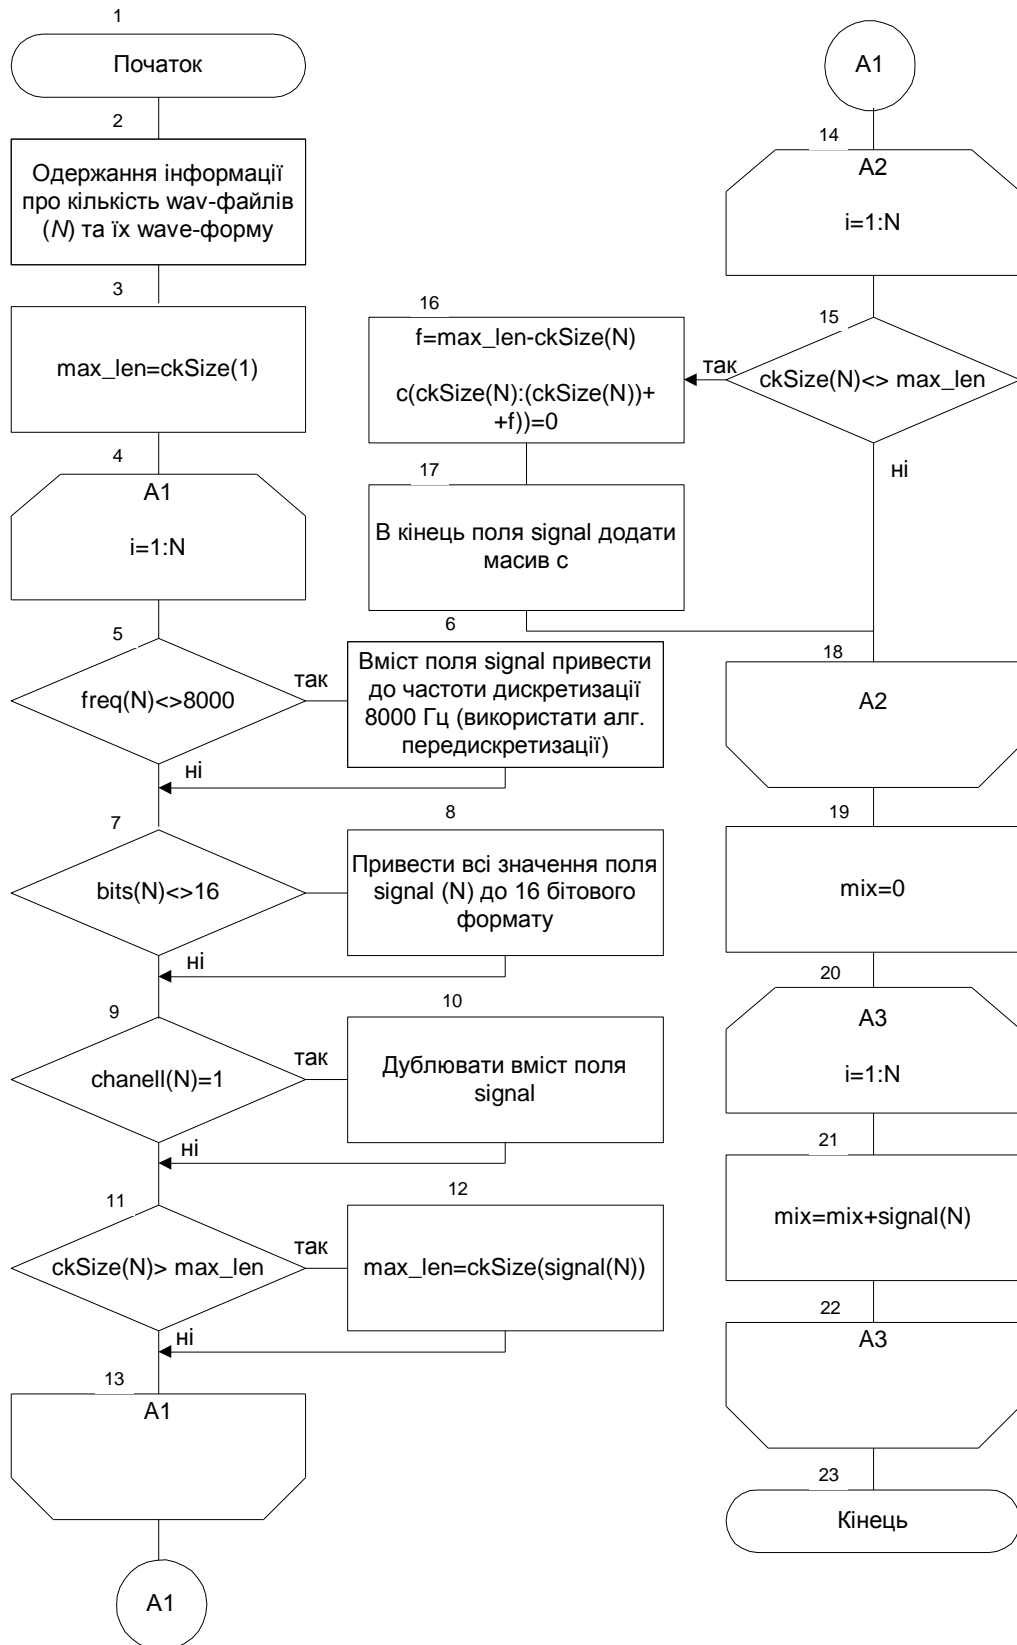 1
Початок
2
Одержання інформації
про кількість wav-файлів
(N) та їх wave-форму
3
max_len=ckSize(1)
4
A1
i=1:N
5
freq(N)<>8000
так
6
Вміст поля signal привести
до частоти дискретизації
8000 Гц (використати алг.
передискретизації)
ні
7
bits(N)<>16
8
Привести всі значення поля
signal (N) до 16 бітового
формату
ні
9
chanell(N)=1
так
10
Дублювати вміст поля
signal
ні
11
ckSize(N)> max_len
так
12
max_len=ckSize(signal(N))
ні
13
A1
A1
A1
14
A2
i=1:N
15
ckSize(N)<> max_len
так
16
f=max_len-ckSize(N)
c(ckSize(N):(ckSize(N))+
+f))=0
ні
17
В кінець поля signal додати
масив c
18
A2
19
mix=0
20
A3
i=1:N
21
mix=mix+signal(N)
22
A3
23
Кінець